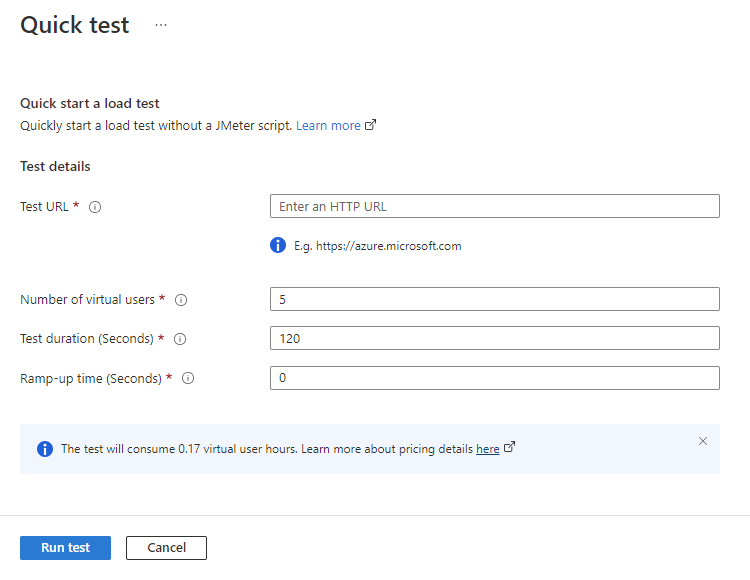 Quick test ...
Quick start a load test
Quickly start a load test without a JMeter script. Learn more
Test details
Test URL *
Enter an HTTP URL
E.g. https://azure.microsoft.com
Number of virtual users *
5
Test duration (Seconds) *
120
Ramp-up time (Seconds) *
0
The test will consume 0.17 virtual user hours. Learn more about pricing details here
Run test
Cancel